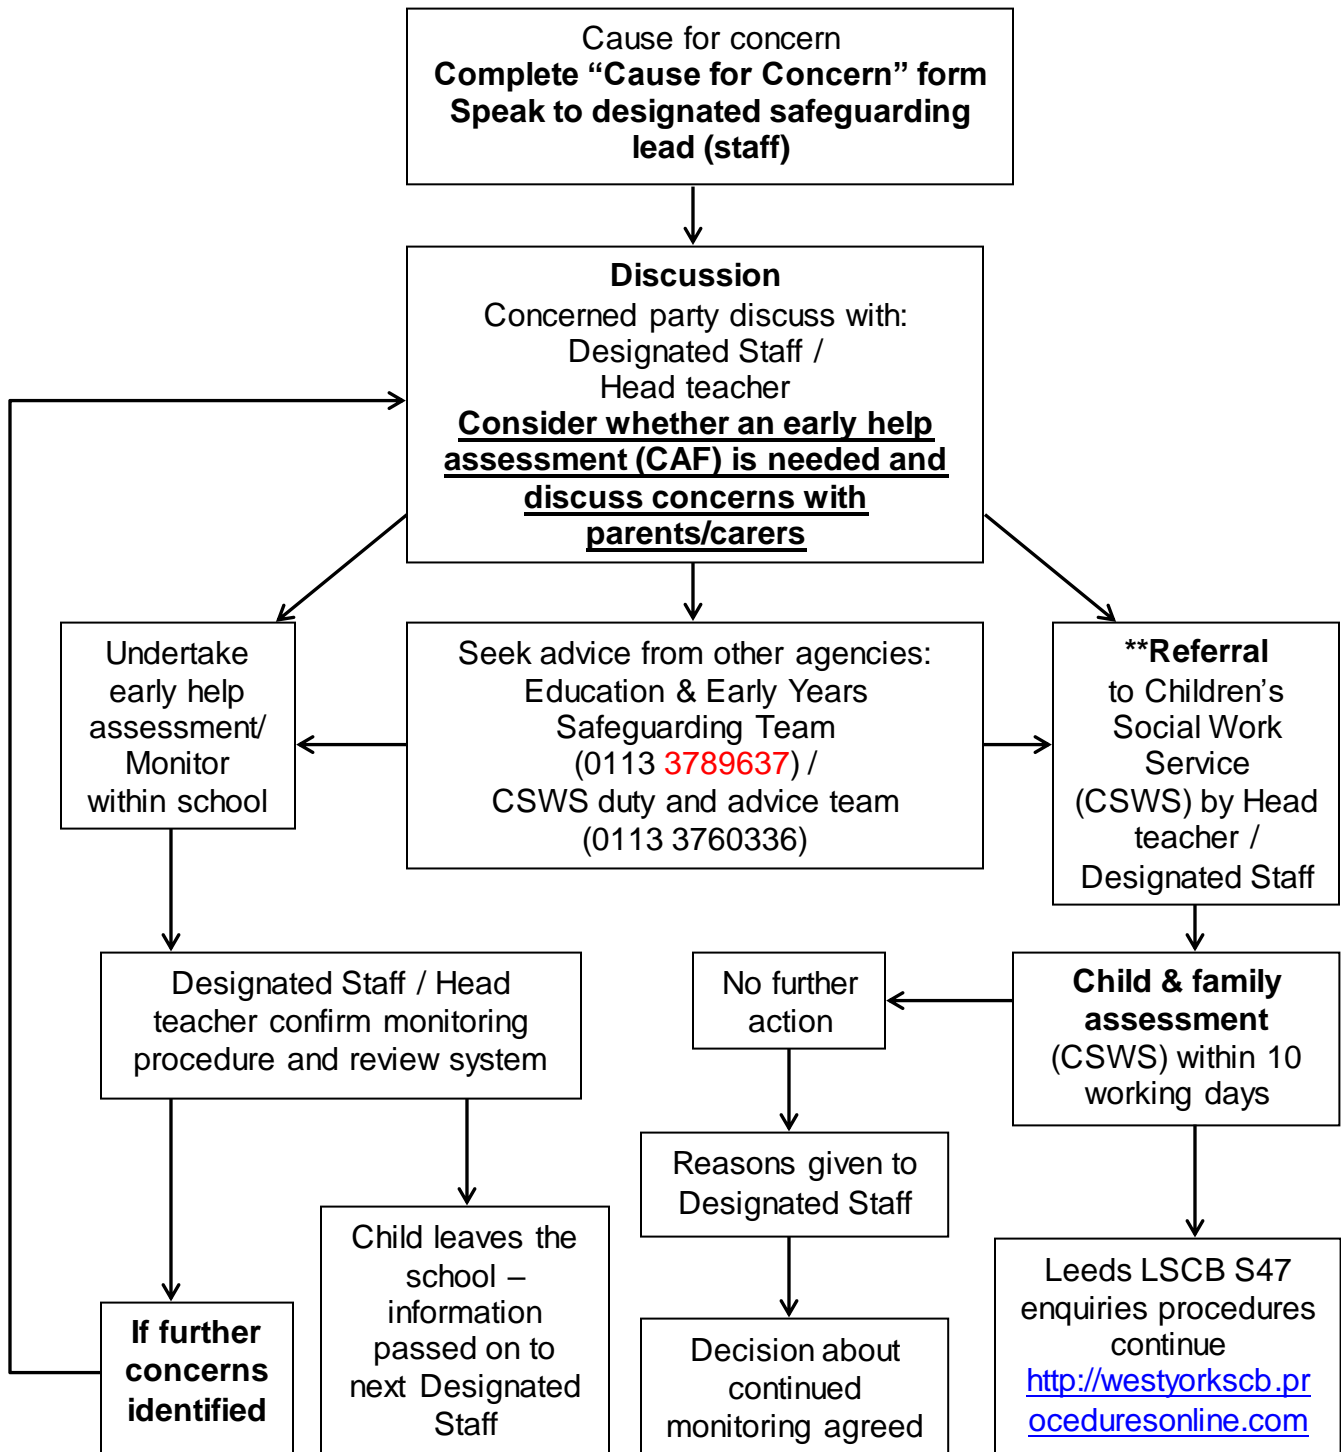 Cause for concern
Complete “Cause for Concern” form
Speak to designated safeguarding
lead (staff)
Discussion
Concerned party discuss with:
Designated Staff /
Head teacher
Consider whether an early help
assessment (CAF) is needed and
discuss concerns with
parents/carers
Undertake
early help
assessment/
Monitor
within school
Seek advice from other agencies:
Education & Early Years
Safeguarding Team
(0113 3789637) /
CSWS duty and advice team
(0113 3760336)
**Referral
to Children’s
Social Work
Service
(CSWS) by Head
teacher /
Designated Staff
Designated Staff / Head
teacher confirm monitoring
procedure and review system
No further
action
Child & family
assessment
(CSWS) within 10
working days
Reasons given to
Designated Staff
If further
concerns
identified
Child leaves the
school –
information
passed on to
next Designated
Staff
Decision about
continued
monitoring agreed
Leeds LSCB S47
enquiries procedures
continue
http://westyorkscb.pr
oceduresonline.com